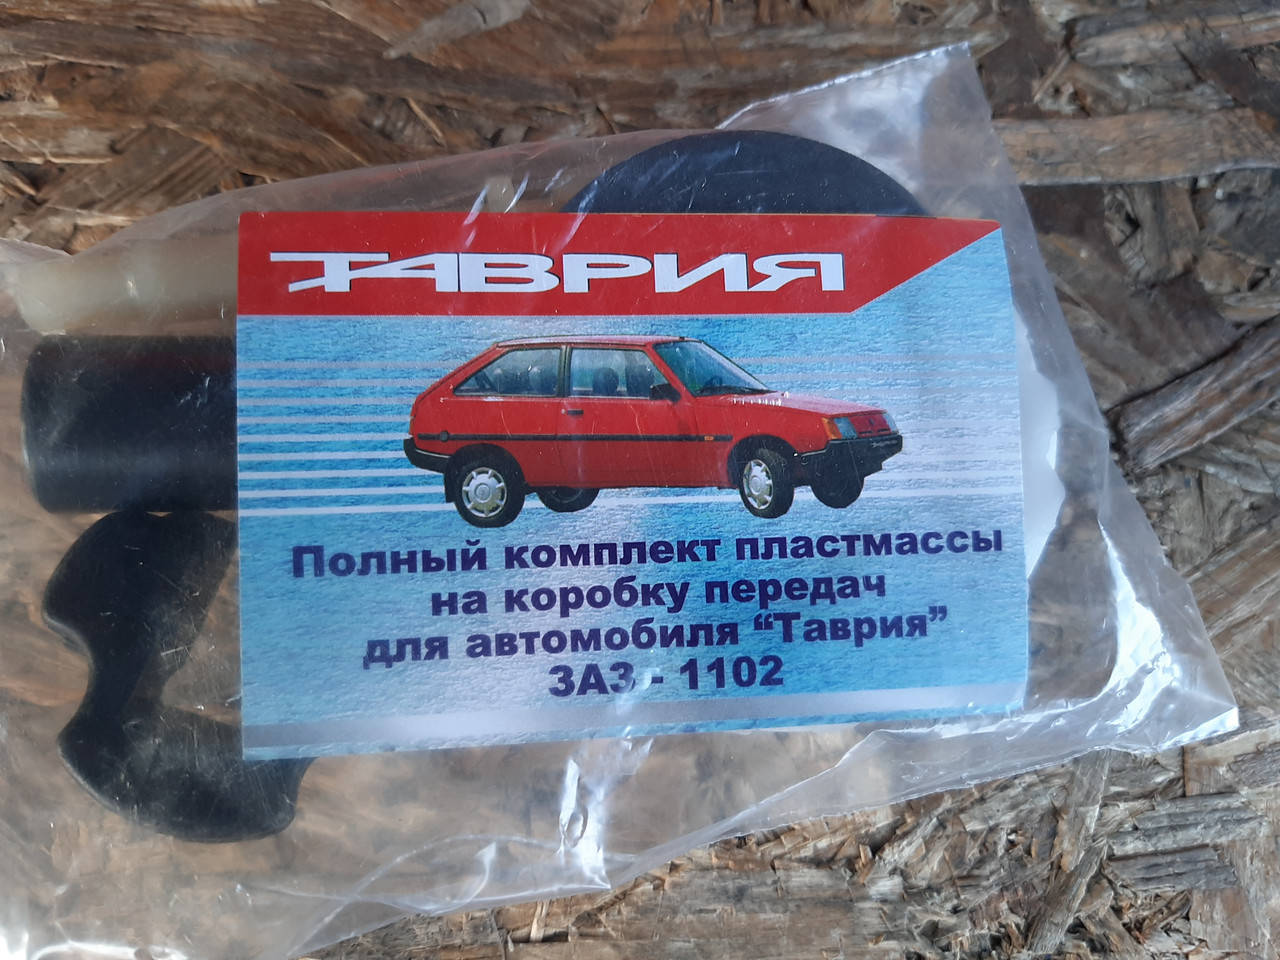 ТАВРИЯ
Полный комплект пластмассы
на коробку передач
для автомобиля “Таврия”
ЗАЗ - 1102